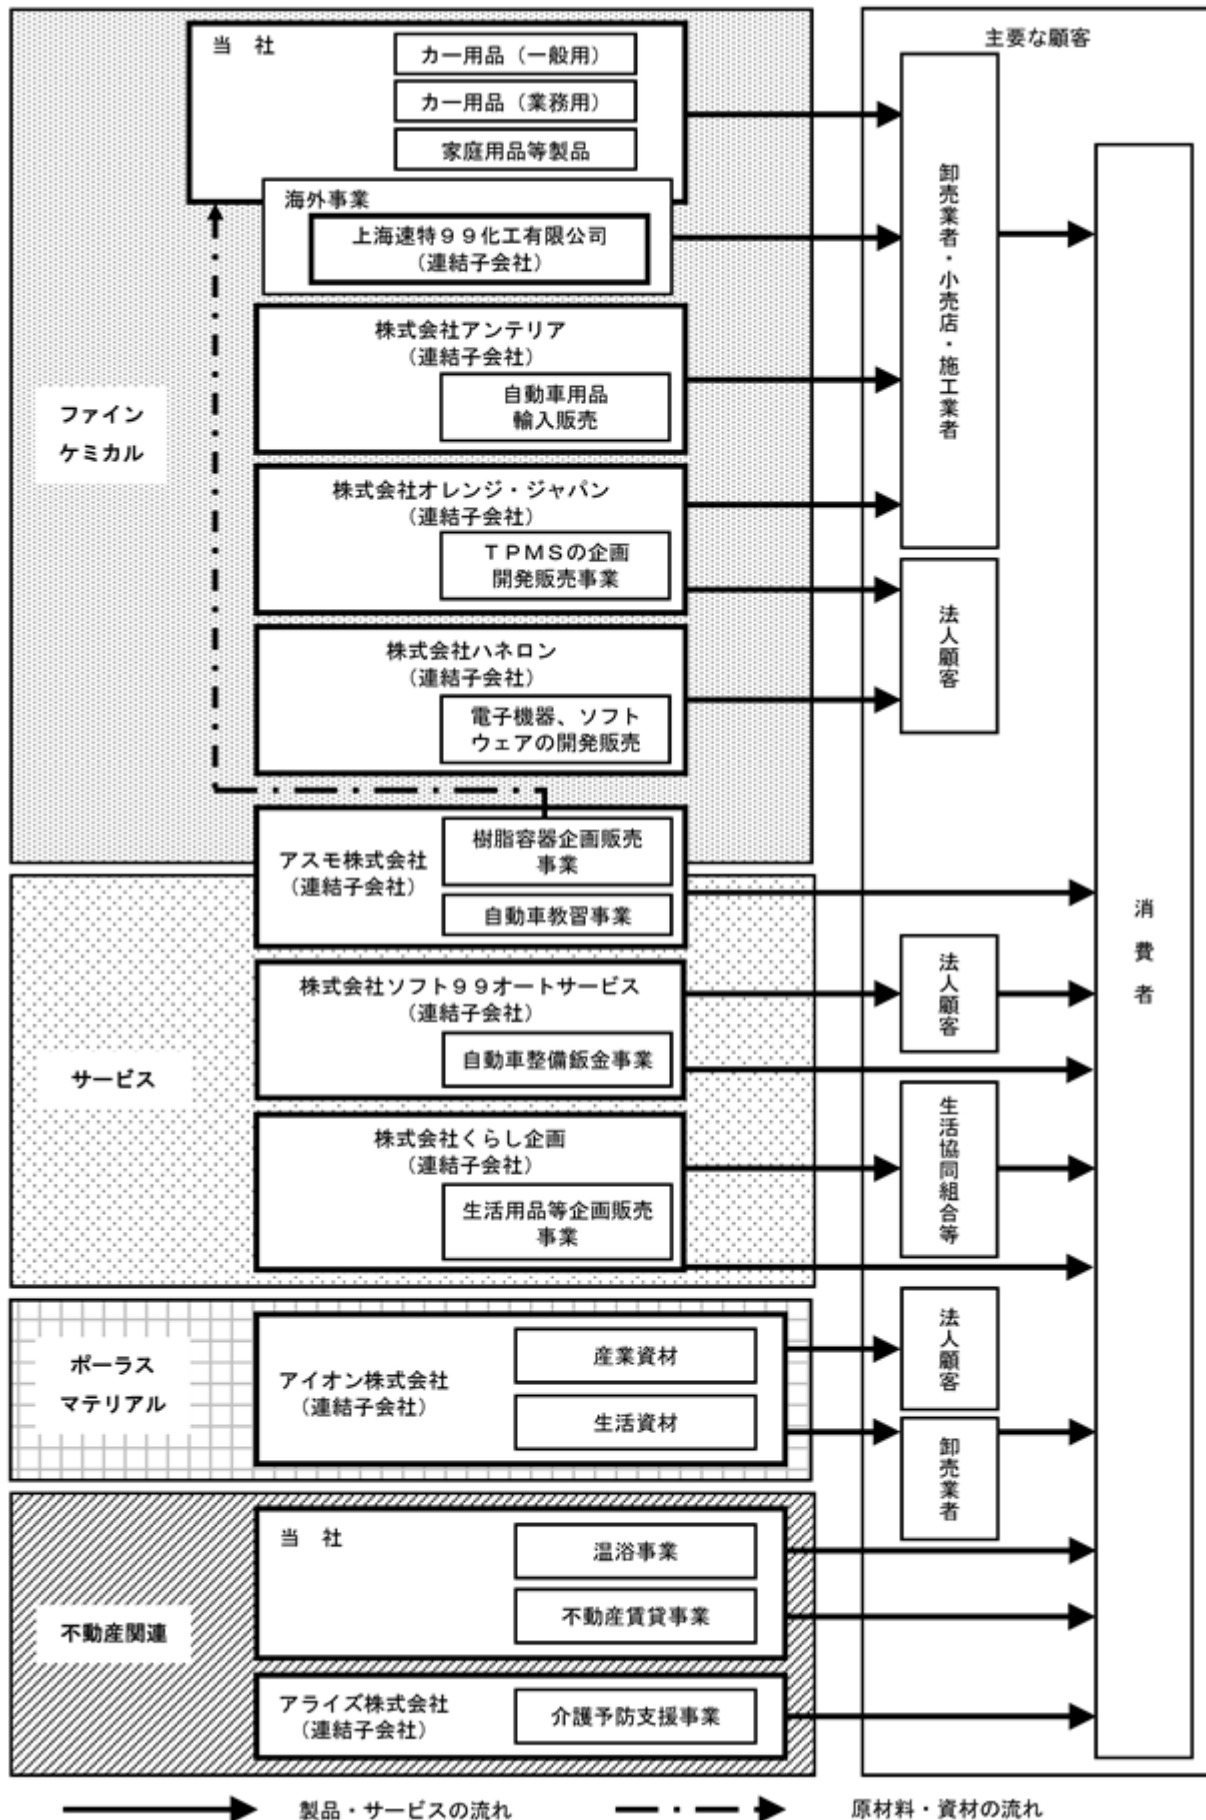 主要な顧客
ファイン
ケミカル
当　社
カー用品（一般用）
カー用品（業務用）
家庭用品等製品
海外事業
上海速特９９化工有限公司
（連結子会社）
株式会社アンテリア
（連結子会社）
自動車用品
輸入販売
株式会社オレンジ・ジャパン
（連結子会社）
ＴＰＭＳの企画
開発販売事業
株式会社ハネロン
（連結子会社）
電子機器、ソフト
ウェアの開発販売
アスモ株式会社
（連結子会社）
樹脂容器企画販売
事業
自動車教習事業
サービス
株式会社ソフト９９オートサービス
（連結子会社）
自動車整備鈑金事業
株式会社くらし企画
（連結子会社）
生活用品等企画販売
事業
ポーラス
マテリアル
アイオン株式会社
（連結子会社）
産業資材
生活資材
不動産関連
当　社
温浴事業
不動産賃貸事業
アライズ株式会社
（連結子会社）
介護予防支援事業
卸売業者・小売店・施工業者
法人顧客
法人顧客
生活協同組合等
法人顧客
卸売業者
消費者
製品・サービスの流れ
原材料・資材の流れ